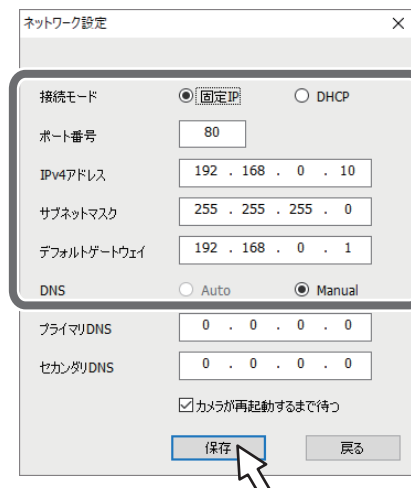 ネットワーク設定
接続モード 固定IP DHCP
ポート番号 80
IPv4アドレス 192 . 168 . 0 . 10
サブネットマスク 255 . 255 . 255 . 0
デフォルトゲートウェイ 192 . 168 . 0 . 1
DNS Auto Manual
プライマリDNS 0 . 0 . 0 . 0
セカンダリDNS 0 . 0 . 0 . 0
カメラが再起動するまで待つ
保存 戻る